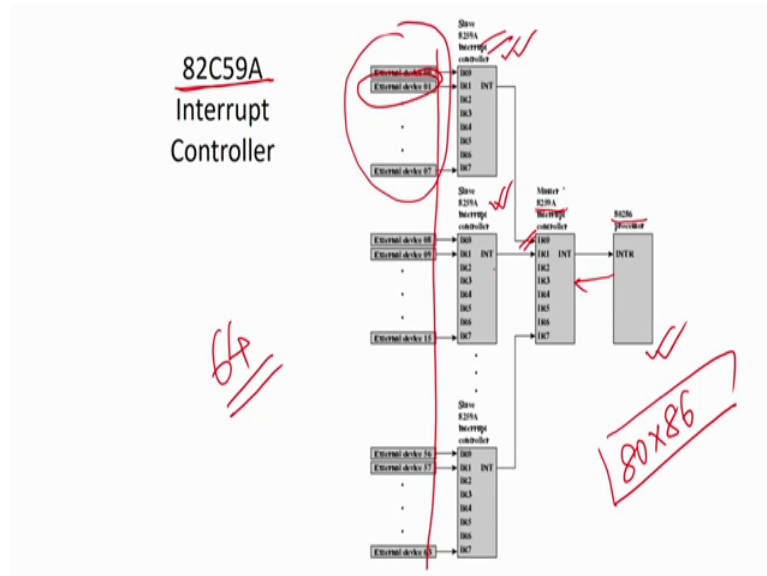 82C59A
Interrupt
Controller
Slave
8259A
Interrupt
controller
External device 00
External device 01
External device 07
IR0
IR1 INT
IR2
IR3
IR4
IR5
IR6
IR7
Slave
8259A
Interrupt
controller
External device 08
External device 09
External device 15
IR0
IR1 INT
IR2
IR3
IR4
IR5
IR6
IR7
Master
8259A
Interrupt
controller
IR0
IR1 INT
IR2
IR3
IR4
IR5
IR6
IR7
80286
processor
INTR
Slave
8259A
Interrupt
controller
External device 56
External device 57
External device 63
IR0
IR1 INT
IR2
IR3
IR4
IR5
IR6
IR7
64
80x86